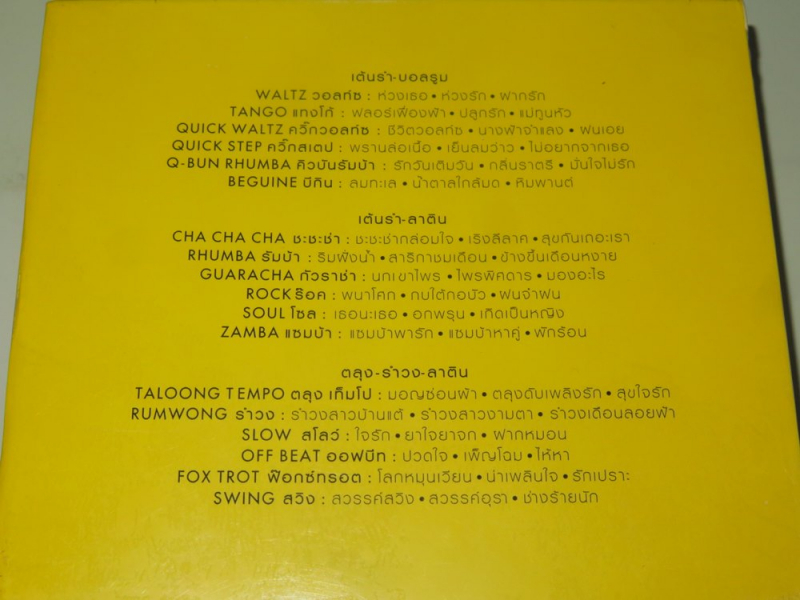 เต้นรำ-บอลรูม
WALTZ วอลท์ซ : ห่วงเธอ • ห่วงรัก • ฝากรัก
TANGO แทงโก้ : ฟลอร์เฟื่องฟ้า • ปลูกรัก • แม่ทูนหัว
QUICK WALTZ ควิ๊กวอลท์ซ : ชีวิตวอลท์ซ • นางฟ้าจำแลง • ฝนเอย
QUICK STEP ควิ๊กสเตป : พรานล่อเนื้อ • เย็นลมว่าว • ไม่อยากจากเธอ
Q-BUN RHUMBA คิวบันรัมบ้า : รักวันเติมวัน • กลิ่นราตรี • มั่นใจไม่รัก
BEGUINE บีกิน : ลมทะเล • น้ำตาลใกล้มด • หิมพานต์
เต้นรำ-ลาติน
CHA CHA CHA ชะชะช่า : ชะชะช่ากล่อมใจ • เริงลีลาศ • สุขกันเถอะเรา
RHUMBA รัมบ้า : ริมฝั่งน้ำ • สาริกาชมเดือน • ข้างขึ้นเดือนหงาย
GUARACHA กัวราช่า : นกเขาไพร • ไพรพิศดาร • มองอะไร
ROCK ร๊อค : พนาโศก • กบใต้กอบัว • ฝนจ๋าฝน
SOUL โซล : เธอนะเธอ • อกพรุน • เกิดเป็นหญิง
ZAMBA แซมบ้า : แซมบ้าพารัก • แซมบ้าหาคู่ • พักร้อน
ตลุง-รำวง-ลาติน
TALOONG TEMPO ตลุง เท็มโป : มอญซ่อนผ้า • ตลุงดับเพลิงรัก • สุขใจรัก
RUMWONG รำวง : รำวงสาวบ้านแต้ • รำวงสาวงามตา • รำวงเดือนลอยฟ้า
SLOW สโลว์ : ใจรัก • ยาใจยาจก • ฝากหมอน
OFF BEAT ออฟบีท : ปวดใจ • เพ็ญโฉม • ไห้หา
FOX TROT ฟ๊อกซ์ทรอต : โลกหมุนเวียน • น่าเพลินใจ • รักเปราะ
SWING สวิง : สวรรค์สวิง • สวรรค์อุรา • ช่างร้ายนัก